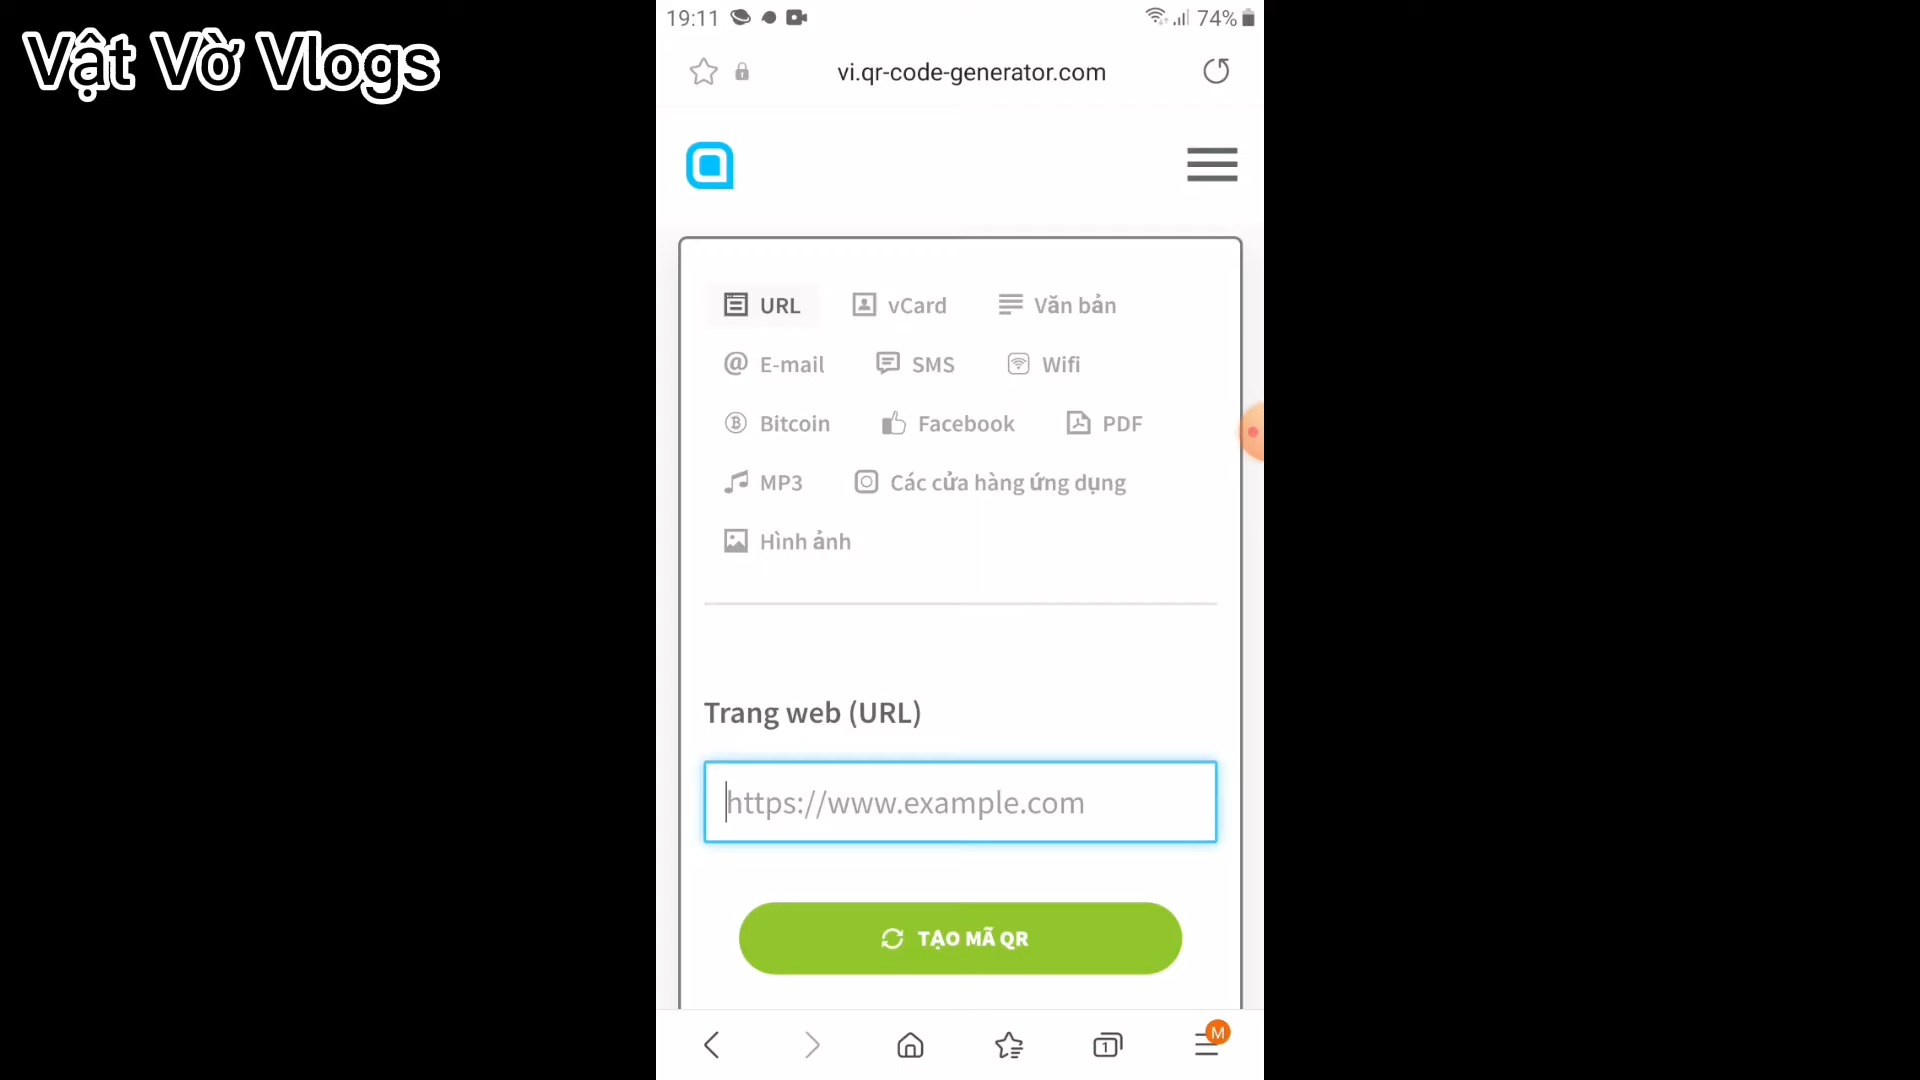 Vật Vờ Vlogs
19:11
74%
vi.qr-code-generator.com
URL
vCard
Văn bản
E-mail
SMS
Wifi
Bitcoin
Facebook
PDF
MP3
Các cửa hàng ứng dụng
Hình ảnh
Trang web (URL)
https://www.example.com
TẠO MÃ QR
1
M